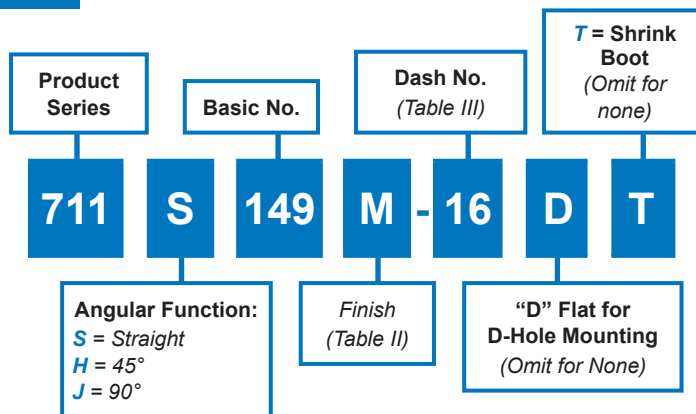 T = Shrink
Boot
(Omit for
none)
Product
Series
Basic No.
Dash No.
(Table III)
711 S 149 M - 16 D T
Angular Function:
S = Straight
H = 45°
J = 90°
Finish
(Table II)
“D” Flat for
D-Hole Mounting
(Omit for None)